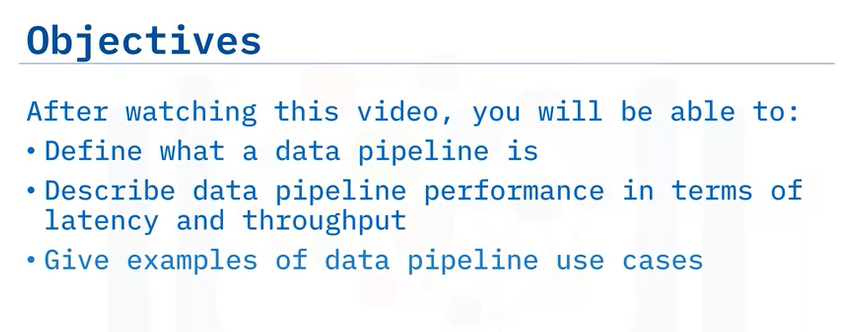 Objectives
After watching this video, you will be able to:
• Define what a data pipeline is
• Describe data pipeline performance in terms of
latency and throughput
• Give examples of data pipeline use cases